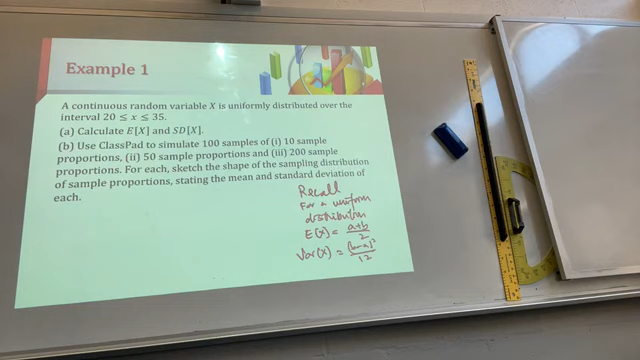 Example 1
A continuous random variable X is uniformly distributed over the
interval 20 ≤ x ≤ 35.
(a) Calculate E[X] and SD[X].
(b) Use ClassPad to simulate 100 samples of (i) 10 sample
proportions, (ii) 50 sample proportions and (iii) 200 sample
proportions. For each, sketch the shape of the sampling distribution
of sample proportions, stating the mean and standard deviation of
each.
Recall
For a uniform
distribution
E(X) = a+b/2
Var(X) = (b-a)²/12